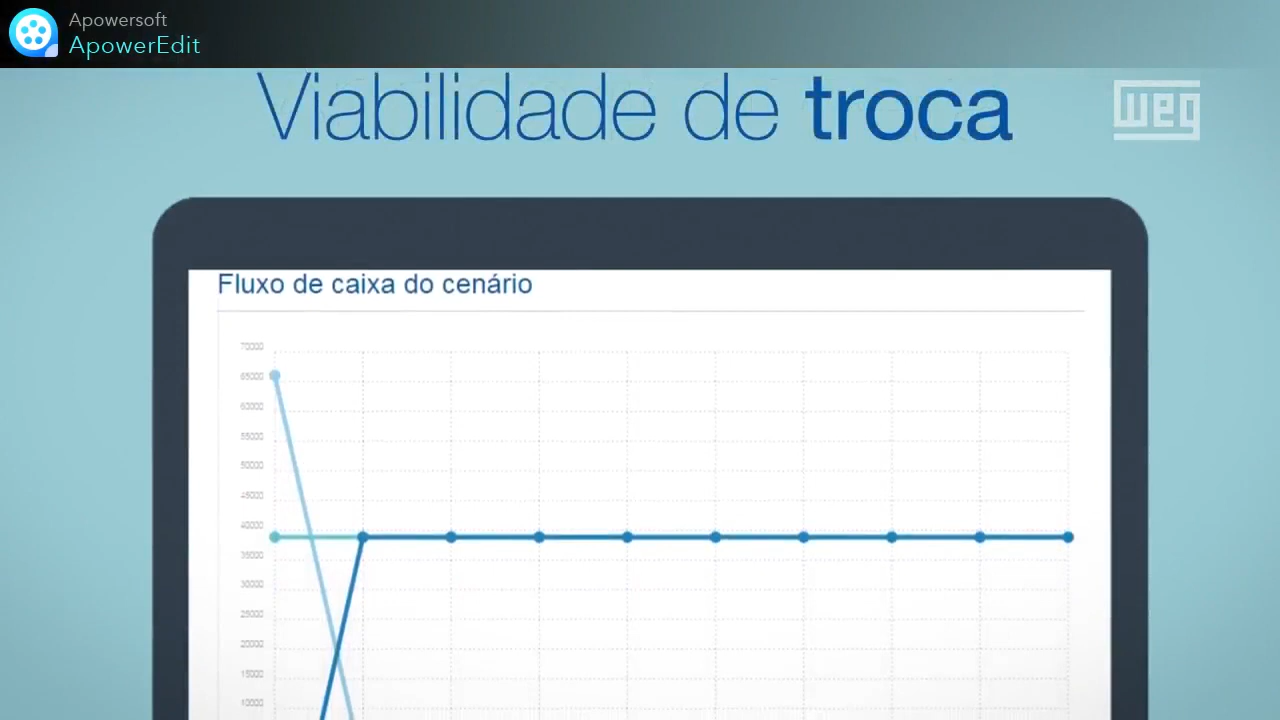 Apowersoft
ApowerEdit
Viabilidade de troca
weg
Fluxo de caixa do cenário
70000
65000
60000
55000
50000
45000
40000
35000
30000
25000
20000
15000
10000